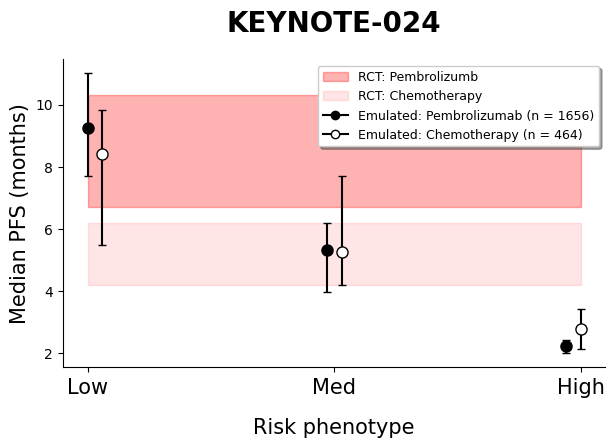 KEYNOTE-024
RCT: Pembrolizumb
RCT: Chemotherapy
Emulated: Pembrolizumab (n = 1656)
Emulated: Chemotherapy (n = 464)
Median PFS (months)
10
8
6
4
2
Low Med High
Risk phenotype